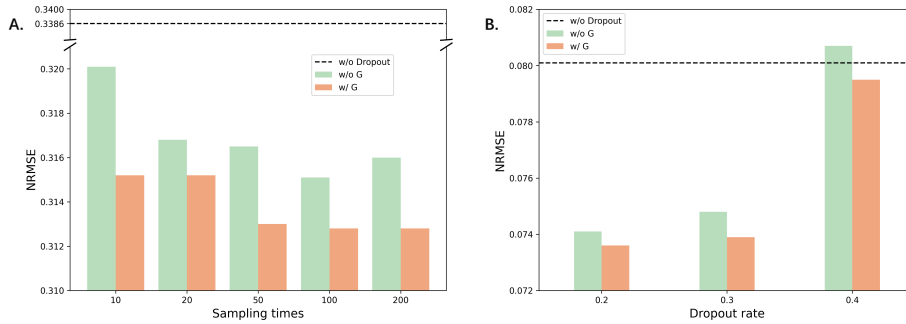 A.
0.3400
0.3386
0.320
0.318
0.316
0.314
0.312
0.310
NRMSE
w/o Dropout
w/o G
w/ G
10 20 50 100 200
Sampling times
B.
0.082
0.080
0.078
0.076
0.074
0.072
NRMSE
w/o Dropout
w/o G
w/ G
0.2 0.3 0.4
Dropout rate